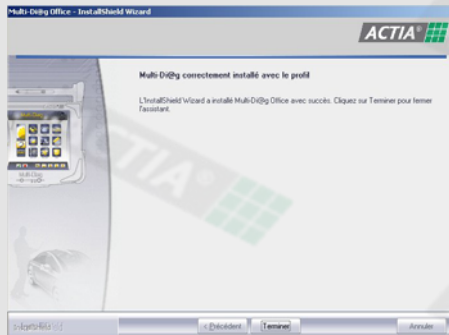 Multi-Di@g Office - InstallShield Wizard
ACTIA®
Multi-Di@g correctement installé avec le profil
L'InstallShield Wizard a installé Multi-Di@g Office avec succès. Cliquez sur Terminer pour fermer
l'assistant.
ACTIA®
< Précédent
Terminer
Annuler